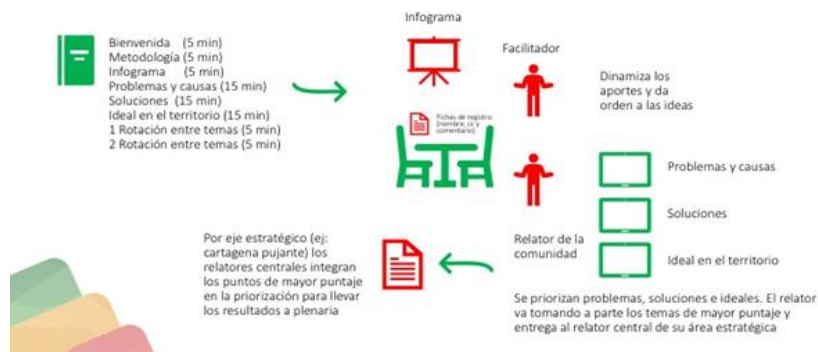 Bienvenida (5 min)
Metodología (5 min)
Infograma (5 min)
Problemas y causas (15 min)
Soluciones (15 min)
Ideal en el territorio (15 min)
1 Rotación entre temas (5 min)
2 Rotación entre temas (5 min)
Infograma
Facilitador
Dinamiza los
aportes y da
orden a las ideas
Fichas de registro
(nombre, cc y
comentario)
Problemas y causas
Soluciones
Ideal en el territorio
Relator de la
comunidad
Se priorizan problemas, soluciones e ideales. El relator
va tomando a parte los temas de mayor puntaje y
entrega al relator central de su área estratégica
Por eje estratégico (ej:
cartagena pujante) los
relatores centrales integran
los puntos de mayor puntaje
en la priorización para llevar
los resultados a plenaria